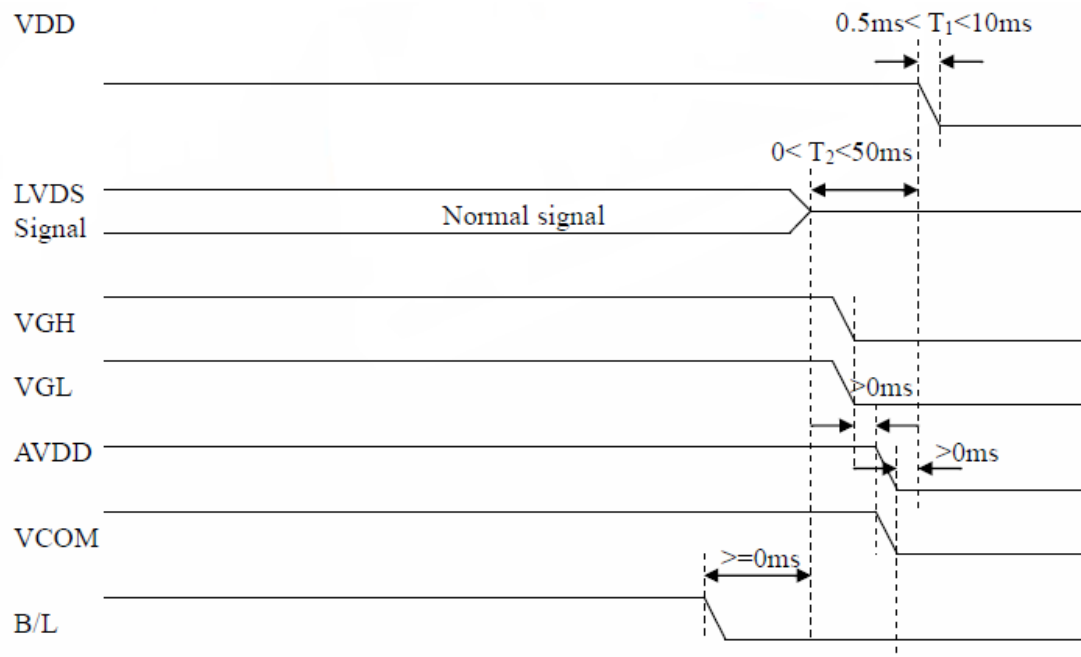 VDD
0.5ms< T₁<10ms
0< T₂<50ms
LVDS
Signal
Normal signal
VGH
VGL
>0ms
AVDD
>0ms
VCOM
>=0ms
B/L